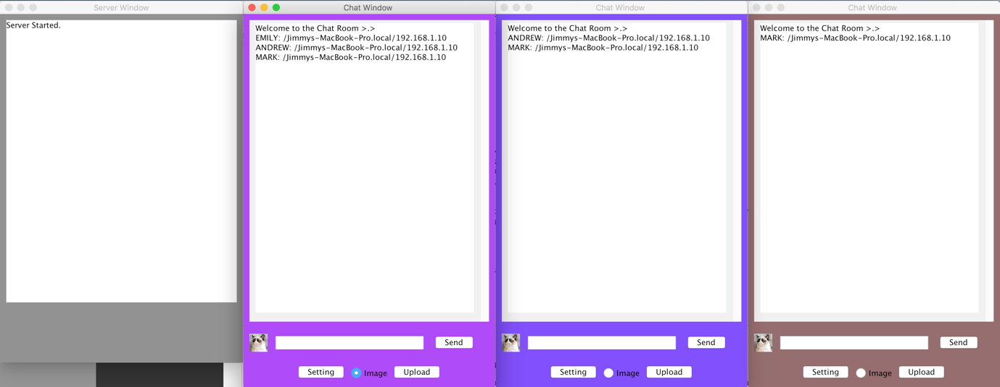 Server Window
Server Started.
Chat Window
Welcome to the Chat Room >.>
EMILY: /Jimmys-MacBook-Pro.local/192.168.1.10
ANDREW: /Jimmys-MacBook-Pro.local/192.168.1.10
MARK: /Jimmys-MacBook-Pro.local/192.168.1.10
Send
Setting
Image
Upload
Chat Window
Welcome to the Chat Room >.>
ANDREW: /Jimmys-MacBook-Pro.local/192.168.1.10
MARK: /Jimmys-MacBook-Pro.local/192.168.1.10
Send
Setting
Image
Upload
Chat Window
Welcome to the Chat Room >.>
MARK: /Jimmys-MacBook-Pro.local/192.168.1.10
Send
Setting
Image
Upload